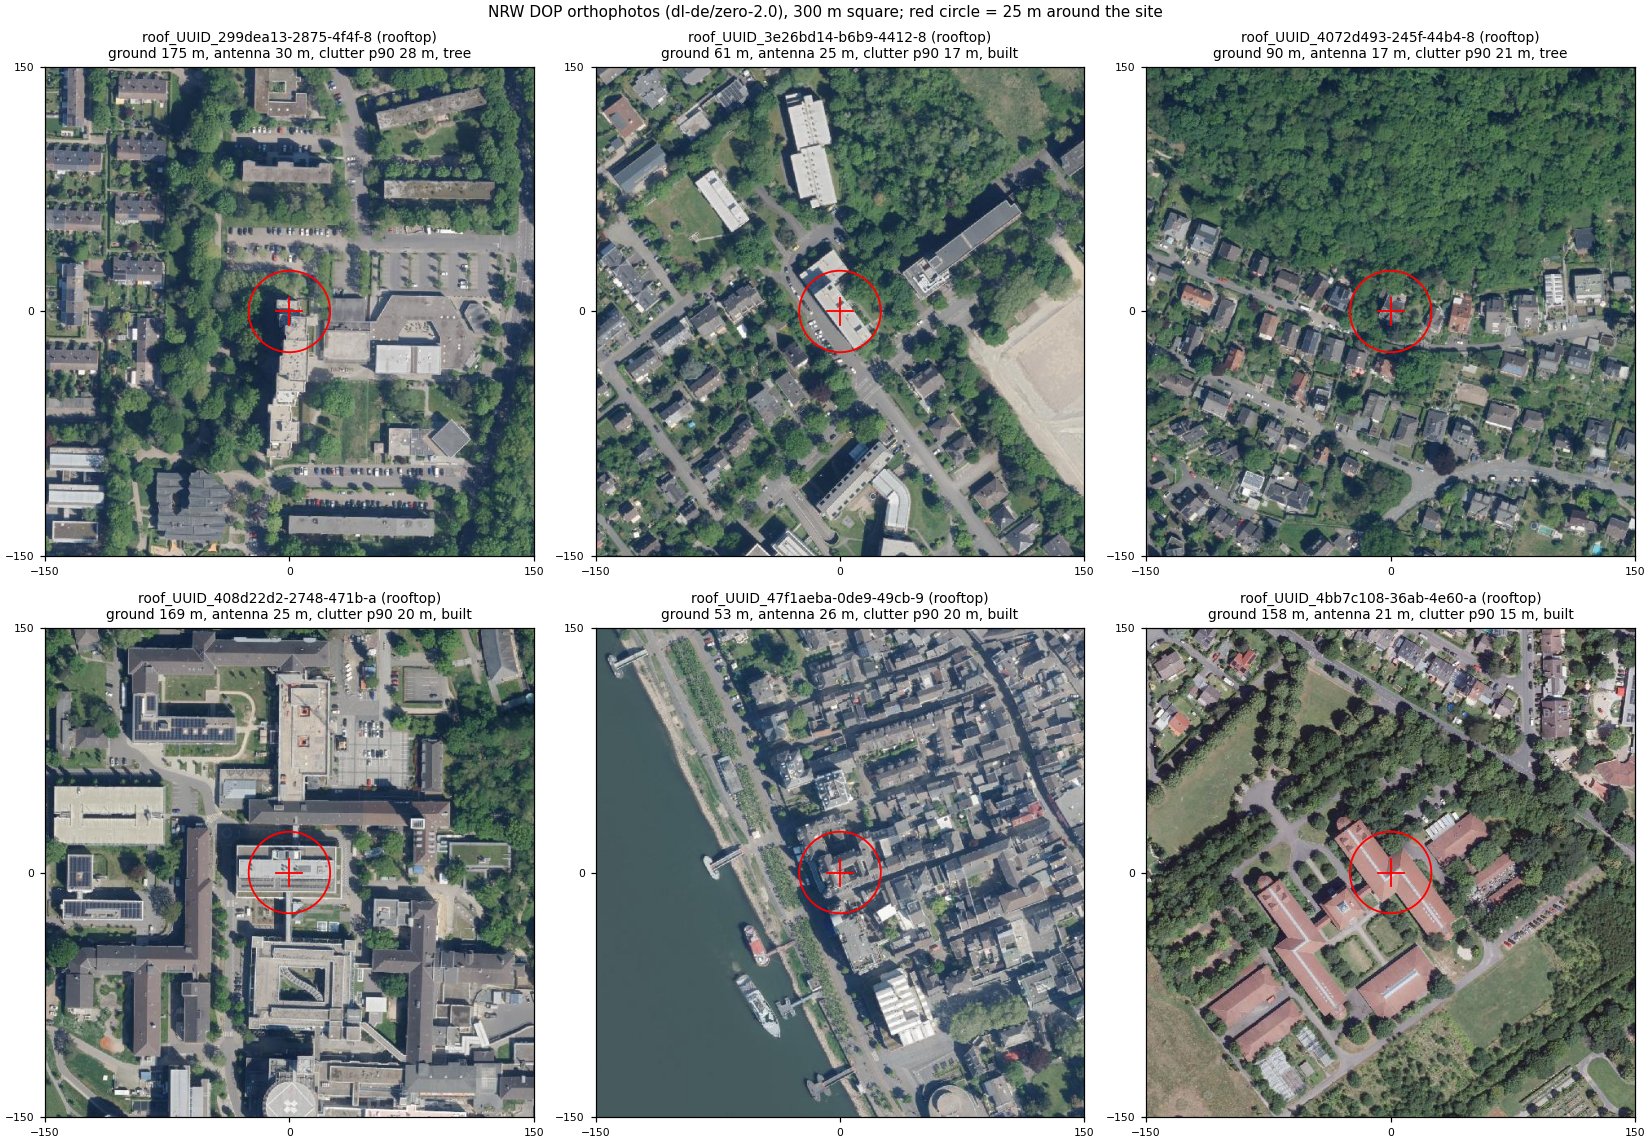 NRW DOP orthophotos (dl-de/zero-2.0), 300 m square; red circle = 25 m around the site
roof_UUID_299dea13-2875-4f4f-8 (rooftop)
ground 175 m, antenna 30 m, clutter p90 28 m, tree
150
0
−150
−150
0
150
roof_UUID_3e26bd14-b6b9-4412-8 (rooftop)
ground 61 m, antenna 25 m, clutter p90 17 m, built
150
0
−150
−150
0
150
roof_UUID_4072d493-245f-44b4-8 (rooftop)
ground 90 m, antenna 17 m, clutter p90 21 m, tree
150
0
−150
−150
0
150
roof_UUID_408d22d2-2748-471b-a (rooftop)
ground 169 m, antenna 25 m, clutter p90 20 m, built
150
0
−150
−150
0
150
roof_UUID_47f1aeba-0de9-49cb-9 (rooftop)
ground 53 m, antenna 26 m, clutter p90 20 m, built
150
0
−150
−150
0
150
roof_UUID_4bb7c108-36ab-4e60-a (rooftop)
ground 158 m, antenna 21 m, clutter p90 15 m, built
150
0
−150
−150
0
150